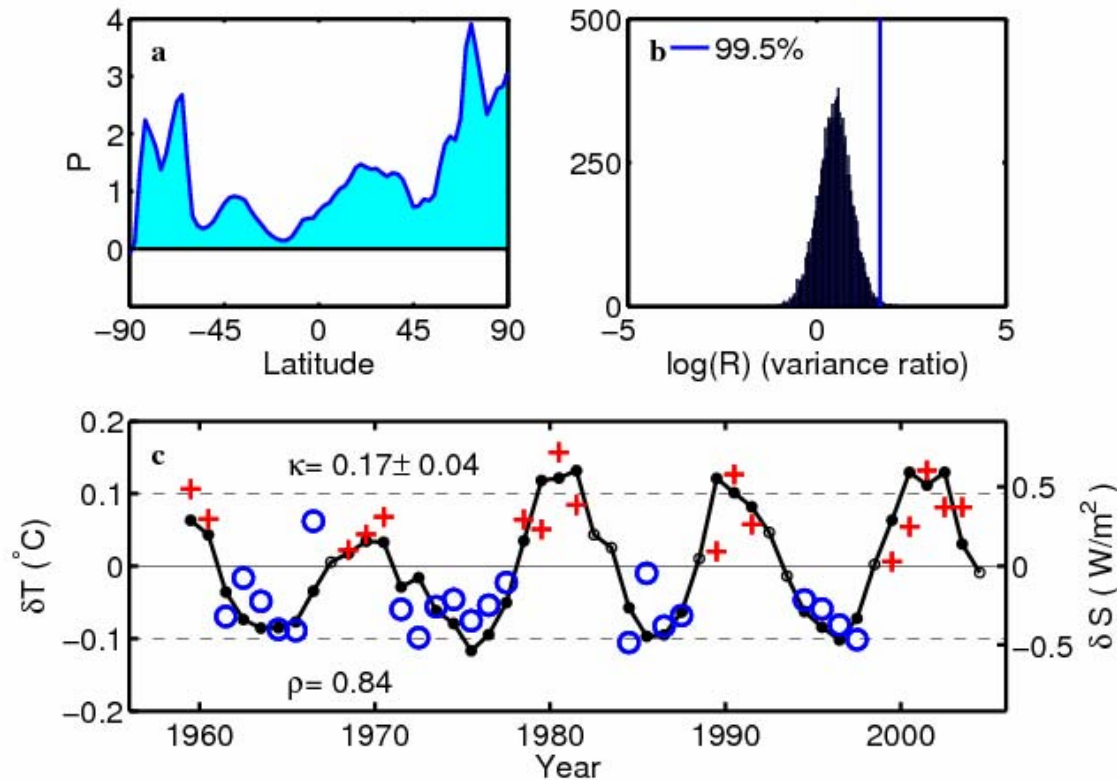 a
4
3
2
1
0
P
−90 −45 0 45 90
Latitude
b 99.5%
500
250
0
−5 0 5
log(R) (variance ratio)
c
κ= 0.17± 0.04
ρ= 0.84
0.2
0.1
0
−0.1
−0.2
δT (°C)
0.5
0
−0.5
δ S ( W/m²)
1960 1970 1980 1990 2000
Year